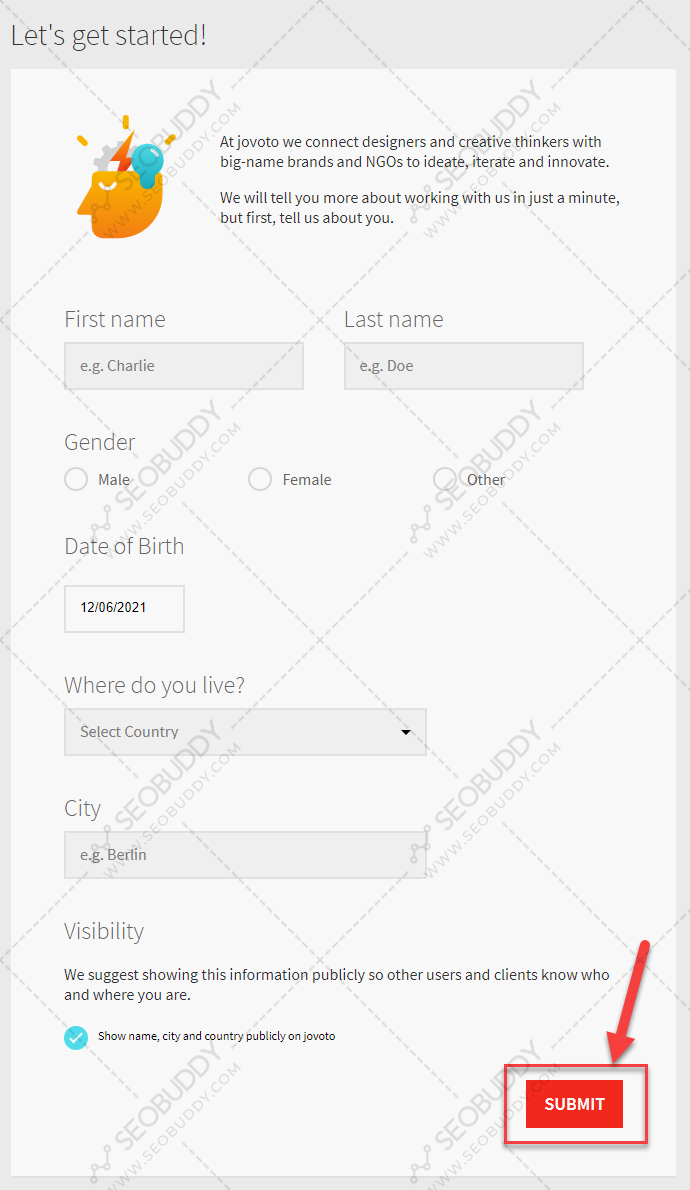 Let's get started!
At jovoto we connect designers and creative thinkers with
big-name brands and NGOs to ideate, iterate and innovate.
We will tell you more about working with us in just a minute,
but first, tell us about you.
First name
Last name
e.g. Charlie
e.g. Doe
Gender
Male
Female
Other
Date of Birth
12/06/2021
Where do you live?
Select Country
City
e.g. Berlin
Visibility
We suggest showing this information publicly so other users and clients know who
and where you are.
Show name, city and country publicly on jovoto
SUBMIT
SEOBUDDY
WWW.SEOBUDDY.COM
SEOBUDDY
WWW.SEOBUDDY.COM
SEOBUDDY
WWW.SEOBUDDY.COM
SEOBUDDY
WWW.SEOBUDDY.COM
SEOBUDDY
WWW.SEOBUDDY.COM
SEOBUDDY
WWW.SEOBUDDY.COM
SEOBUDDY
WWW.SEOBUDDY.COM
SEOBUDDY
WWW.SEOBUDDY.COM